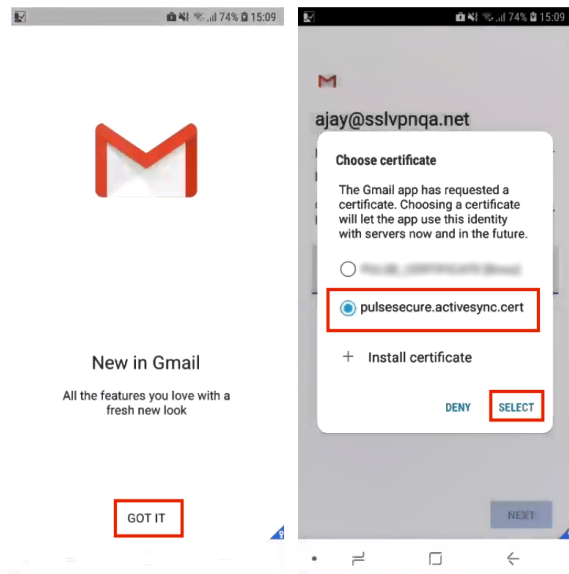 74% 15:09
New in Gmail
All the features you love with a
fresh new look
GOT IT
74% 15:09
ajay@sslvpnqa.net
Choose certificate
The Gmail app has requested a
certificate. Choosing a certificate
will let the app use this identity
with servers now and in the future.
pulsesecure.activesync.cert
+ Install certificate
DENY SELECT
NEXT